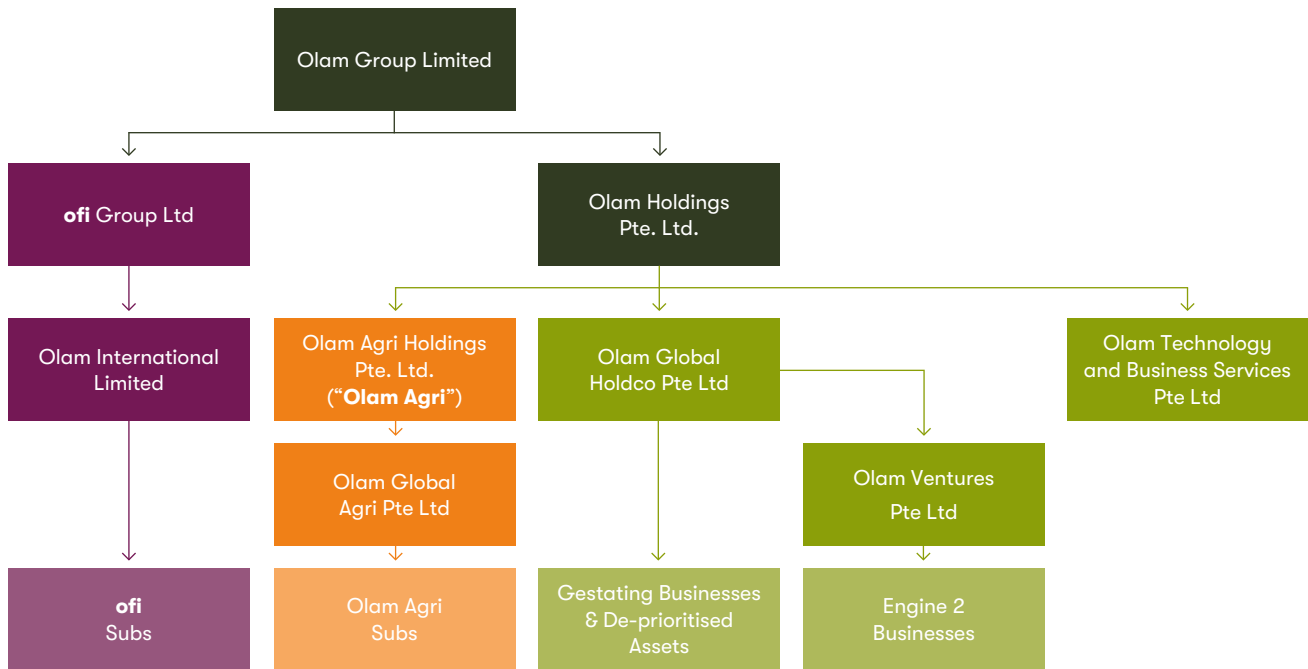 Olam Group Limited
ofi Group Ltd
Olam Holdings
Pte. Ltd.
Olam International
Limited
Olam Agri Holdings
Pte. Ltd.
(“Olam Agri”)
Olam Global
Holdco Pte Ltd
Olam Technology
and Business Services
Pte Ltd
Olam Global
Agri Pte Ltd
Olam Ventures
Pte Ltd
ofi
Subs
Olam Agri
Subs
Gestating Businesses
& De-prioritised
Assets
Engine 2
Businesses